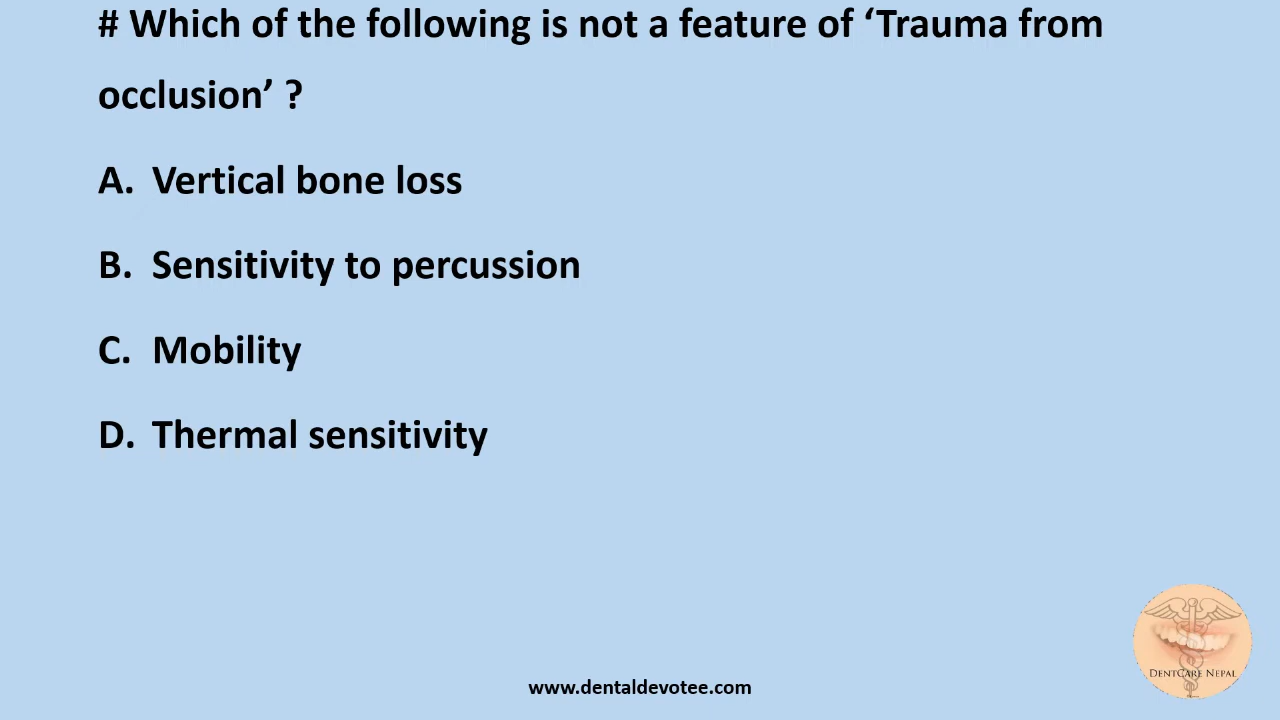 # Which of the following is not a feature of ‘Trauma from
occlusion’ ?
A. Vertical bone loss
B. Sensitivity to percussion
C. Mobility
D. Thermal sensitivity
DENTCARE NEPAL
www.dentaldevotee.com